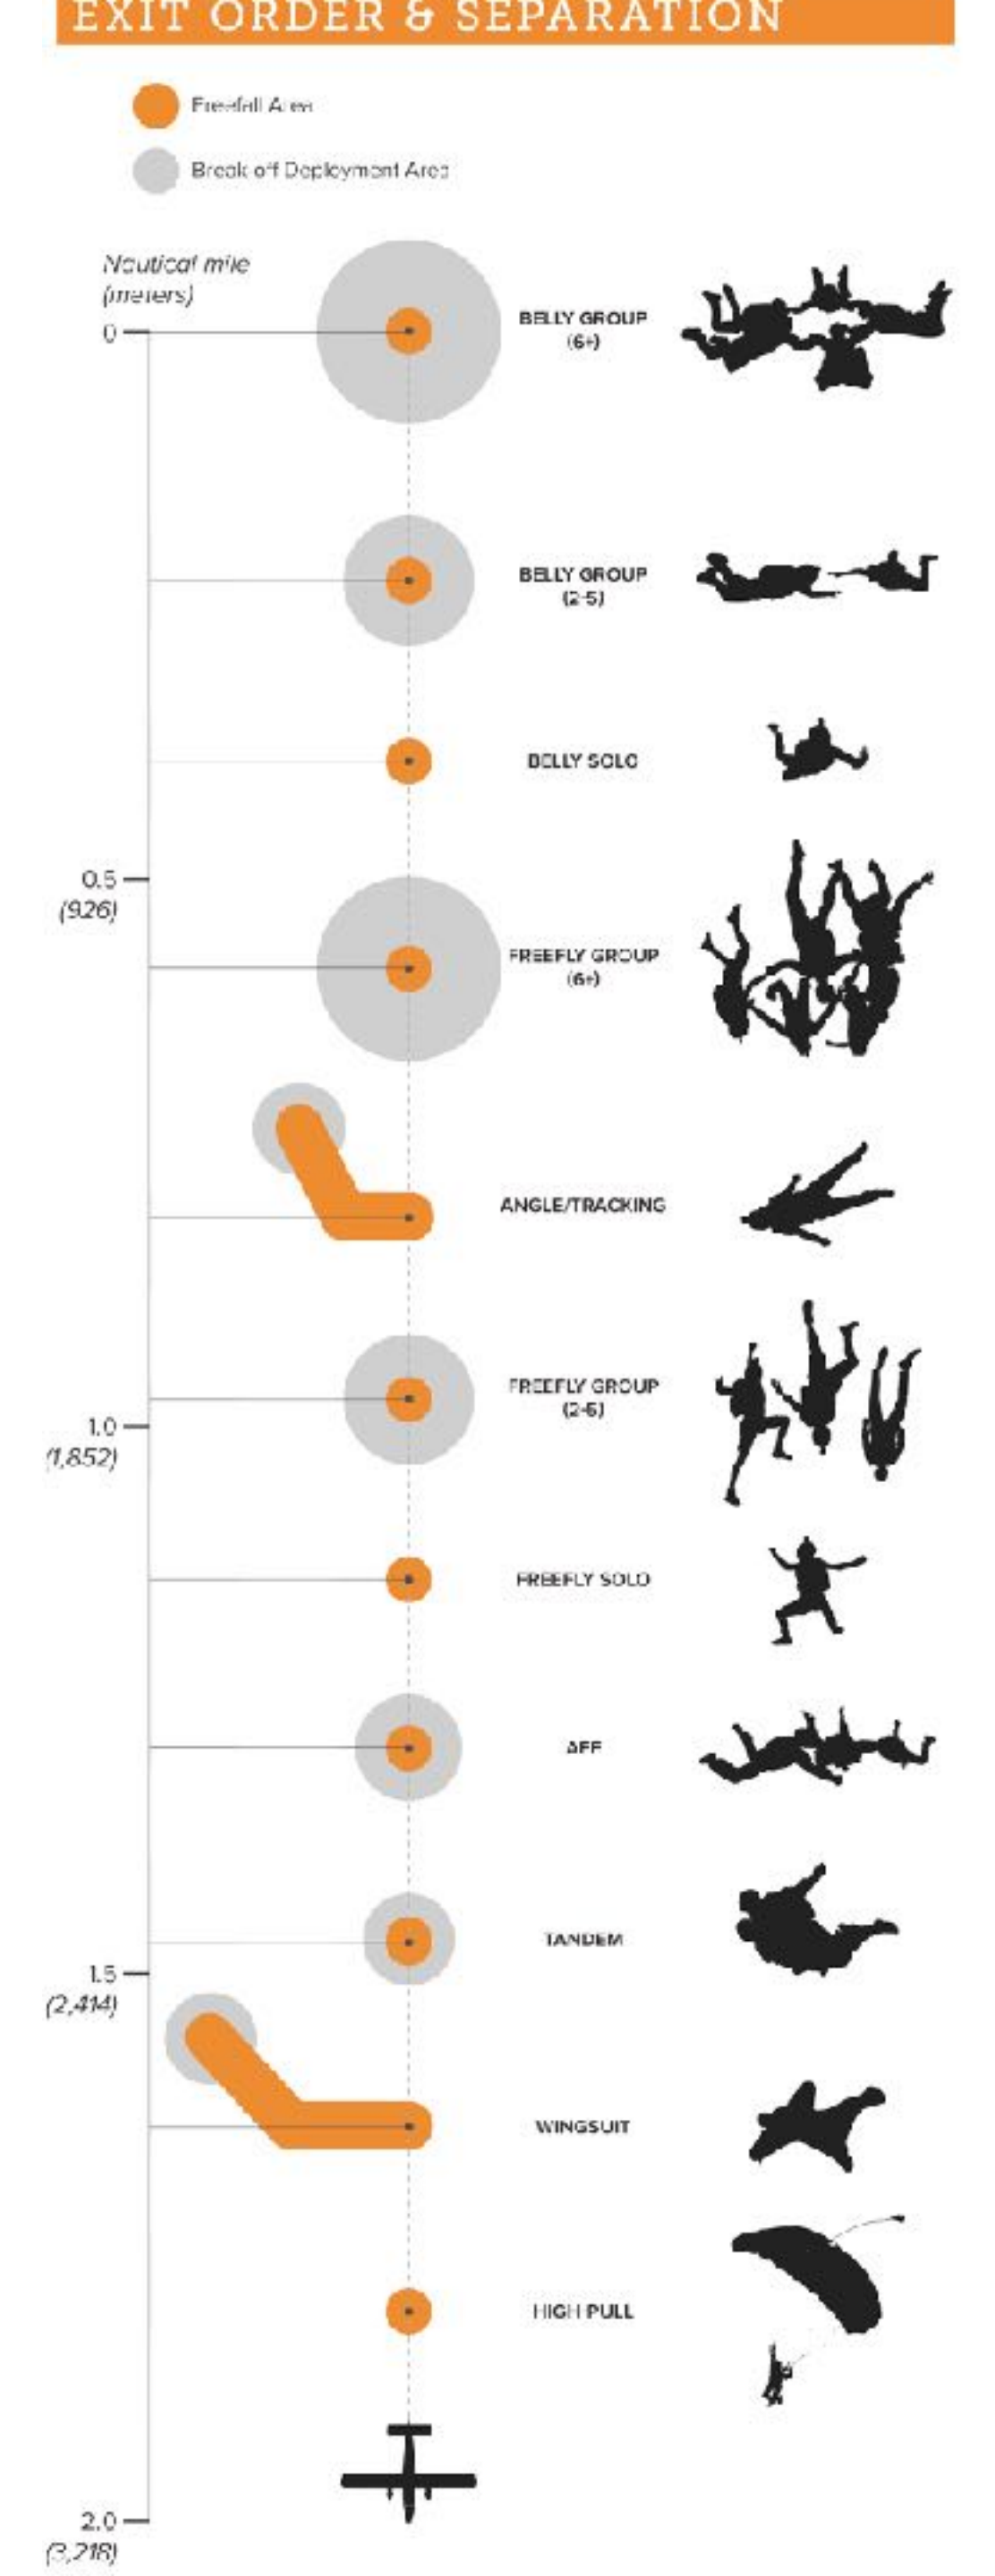 EXIT ORDER & SEPARATION
Freefall Area
Break off Deployment Area
Nautical mile
(meters)
0
BELLY GROUP
(6+)
BELLY GROUP
(2-5)
BELLY SOLO
0.5
(926)
FREEFLY GROUP
(6+)
ANGLE/TRACKING
FREEFLY GROUP
(2-5)
1.0
(1,852)
FREEFLY SOLO
AFF
TANDEM
1.5
(2,414)
WINGSUIT
HIGH PULL
2.0
(3,218)